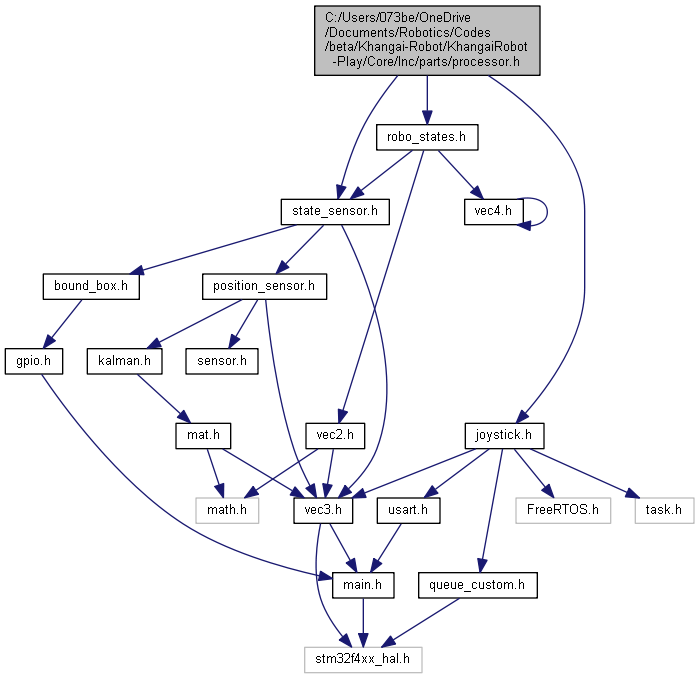 C:/Users/073be/OneDrive
/Documents/Robotics/Codes
/beta/Khangai-Robot/KhangaiRobot
-Play/Core/Inc/parts/processor.h
robo_states.h
state_sensor.h
vec4.h
bound_box.h
position_sensor.h
gpio.h
kalman.h
sensor.h
mat.h
vec2.h
joystick.h
math.h
vec3.h
usart.h
FreeRTOS.h
task.h
main.h
queue_custom.h
stm32f4xx_hal.h